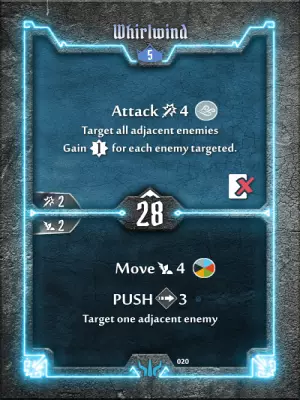 Whirlwind
5
Attack 4
Target all adjacent enemies
Gain 1 for each enemy targeted.
2
28
2
Move 4
PUSH 3
Target one adjacent enemy
020